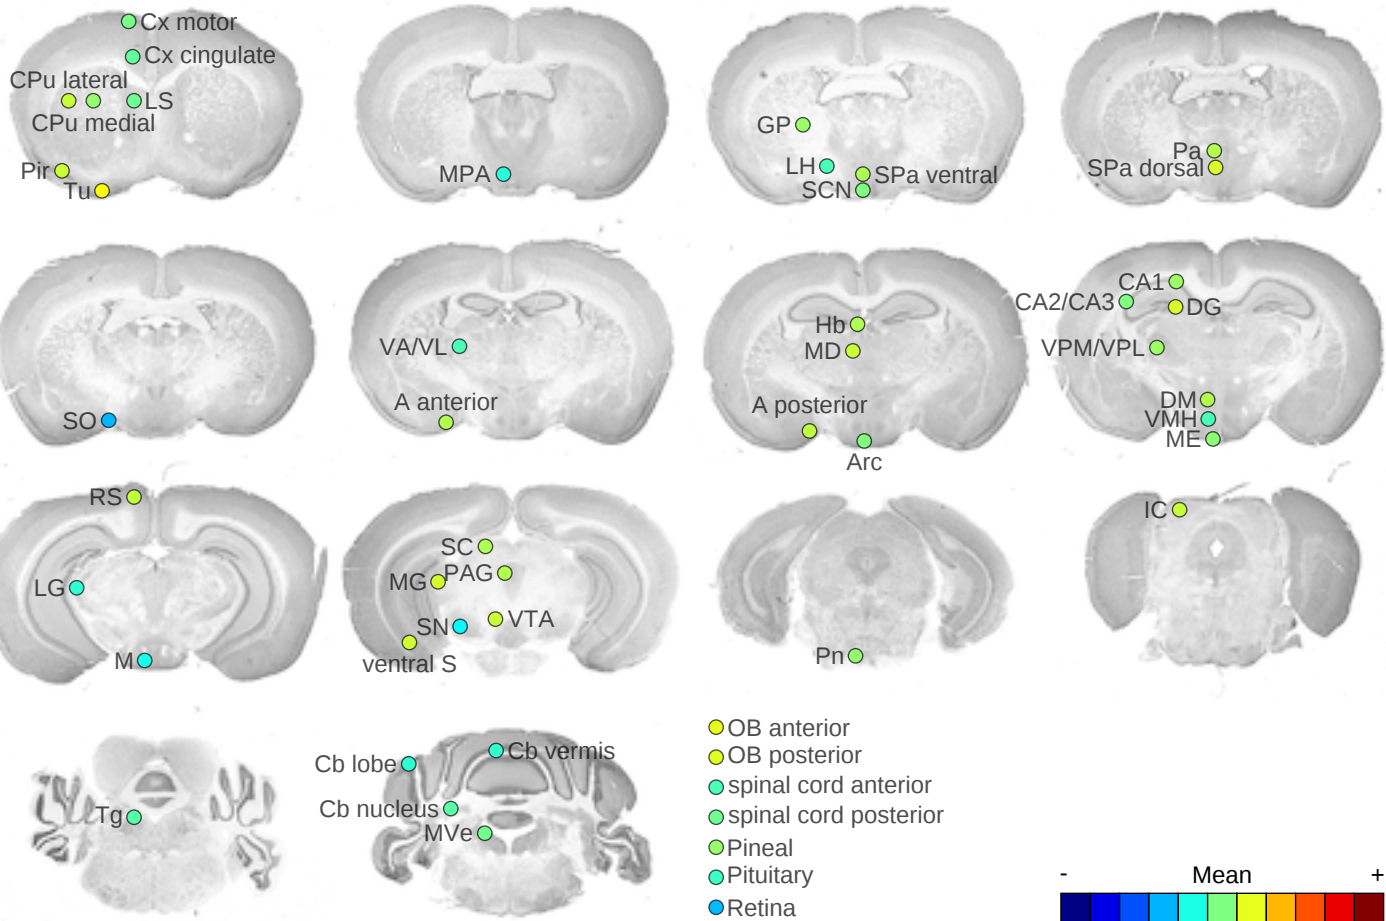 Cx motor
Cx cingulate
CPu lateral
LS
CPu medial
Pir
Tu
MPA
GP
LH
SPa ventral
SCN
Pa
SPa dorsal
SO
VA/VL
A anterior
Hb
MD
A posterior
Arc
CA1
CA2/CA3
DG
VPM/VPL
DM
VMH
ME
RS
LG
M
SC
PAG
MG
VTA
SN
ventral S
Pn
IC
Tg
Cb vermis
Cb lobe
Cb nucleus
MVe
OB anterior
OB posterior
spinal cord anterior
spinal cord posterior
Pineal
Pituitary
Retina
- Mean +